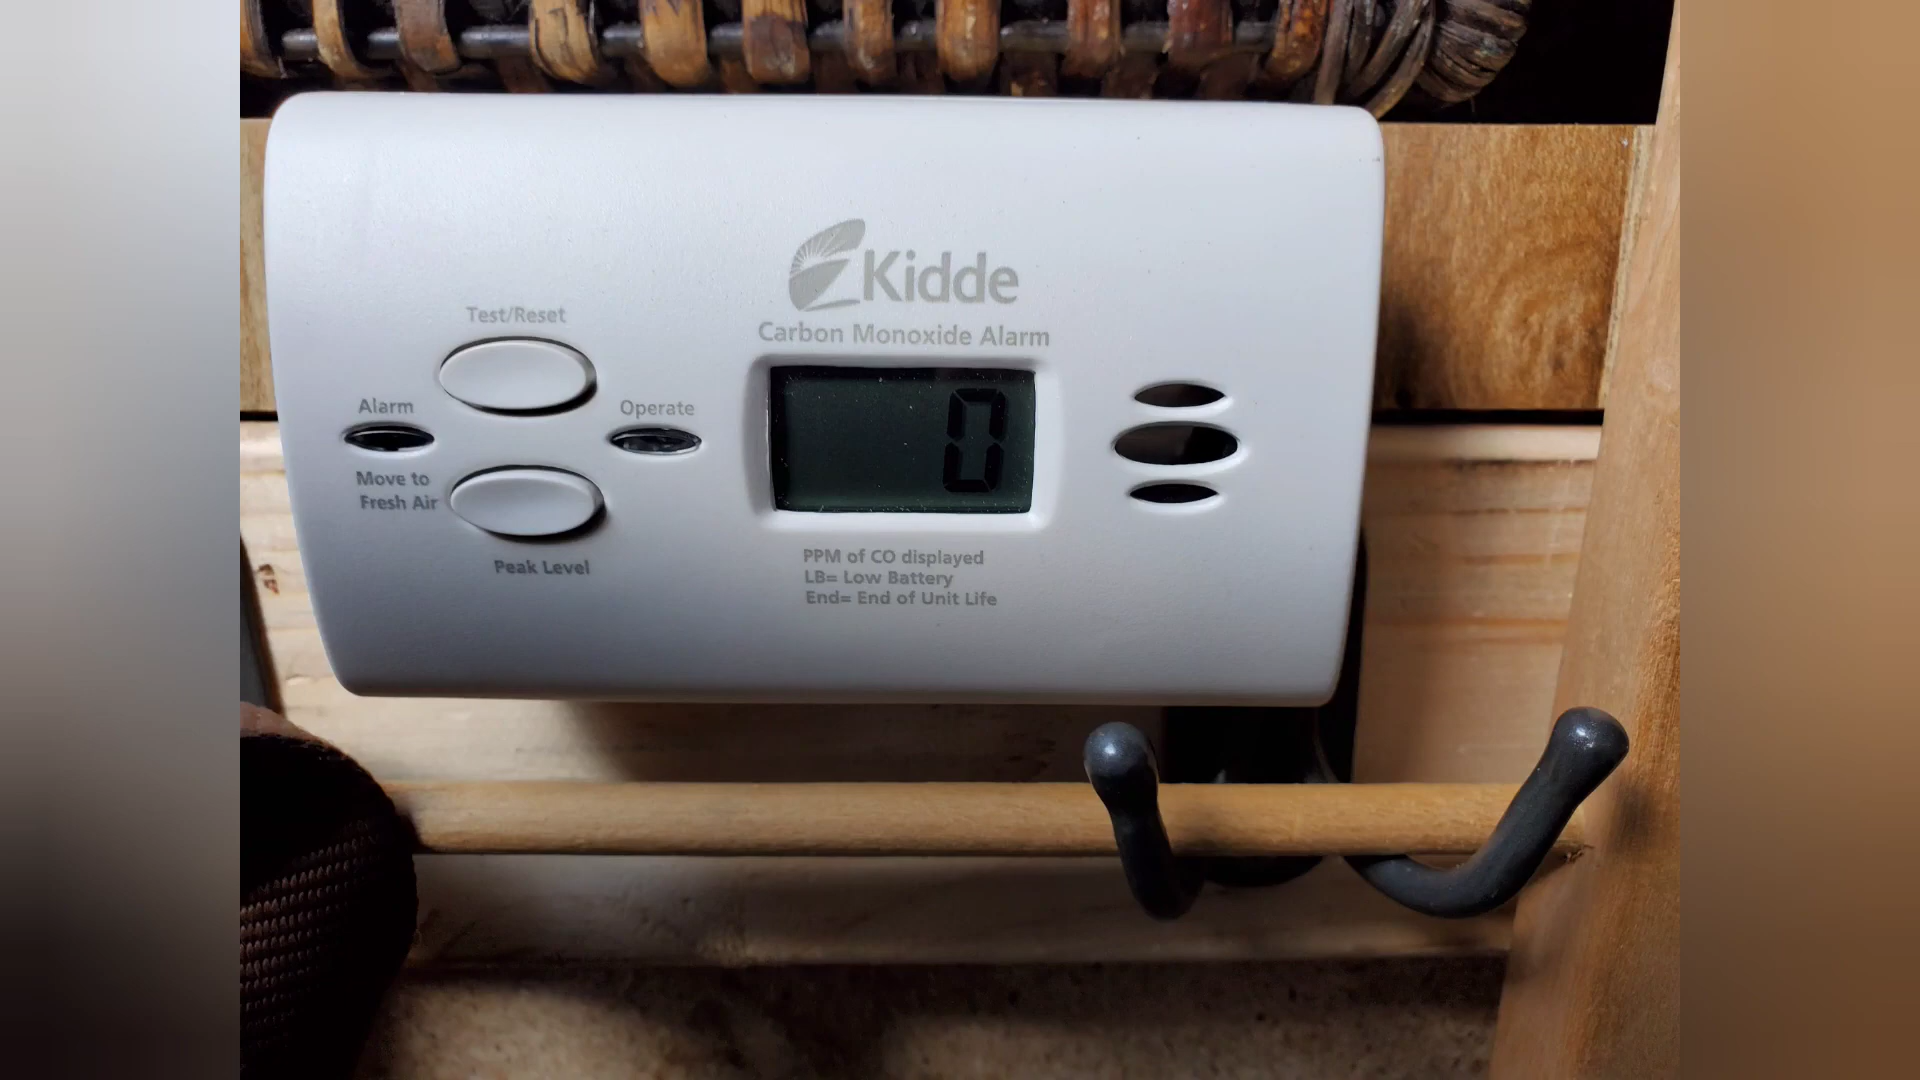 Kidde
Carbon Monoxide Alarm
Test/Reset
Alarm
Operate
0
Move to
Fresh Air
Peak Level
PPM of CO displayed
LB= Low Battery
End= End of Unit Life